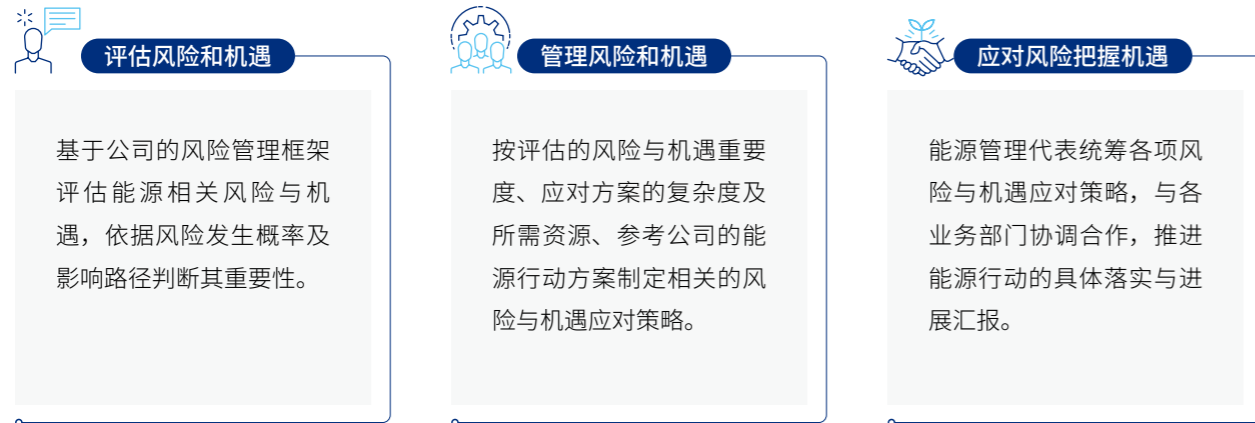 评估风险和机遇
基于公司的风险管理框架
评估能源相关风险与机
遇，依据风险发生概率及
影响路径判断其重要性。
管理风险和机遇
按评估的风险与机遇重要
度、应对方案的复杂度及
所需资源、参考公司的能
源行动方案制定相关的风
险与机遇应对策略。
应对风险把握机遇
能源管理代表统筹各项风
险与机遇应对策略，与各
业务部门协调合作，推进
能源行动的具体落实与进
展汇报。